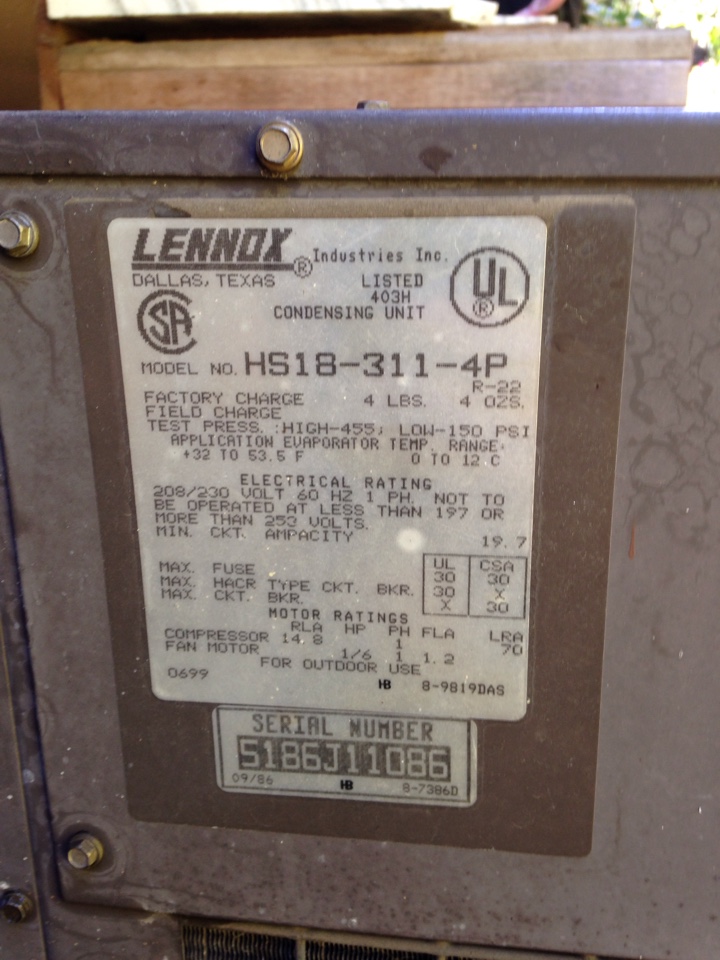 LENNOX® Industries Inc.
DALLAS, TEXAS LISTED
403H
CONDENSING UNIT
UL®
SA
MODEL NO. HS18-311-4P
R-22
FACTORY CHARGE 4 LBS. 4 OZS.
FIELD CHARGE
TEST PRESS. :HIGH-455; LOW-150 PSI
APPLICATION EVAPORATOR TEMP. RANGE:
+32 TO 53.5 F 0 TO 12 C
ELECTRICAL RATING
208/230 VOLT 60 HZ 1 PH. NOT TO
BE OPERATED AT LESS THAN 197 OR
MORE THAN 253 VOLTS.
MIN. CKT. AMPACITY 19.7
UL CSA
MAX. FUSE 30 30
MAX. HACR TYPE CKT. BKR. 30 X
MAX. CKT. BKR. X 30
MOTOR RATINGS
RLA HP PH FLA LRA
COMPRESSOR 14.8 1 70
FAN MOTOR 1/6 1 1.2
FOR OUTDOOR USE
0699 HB 8-9819DAS
SERIAL NUMBER
5186J11086
09/86 HB 8-7386D